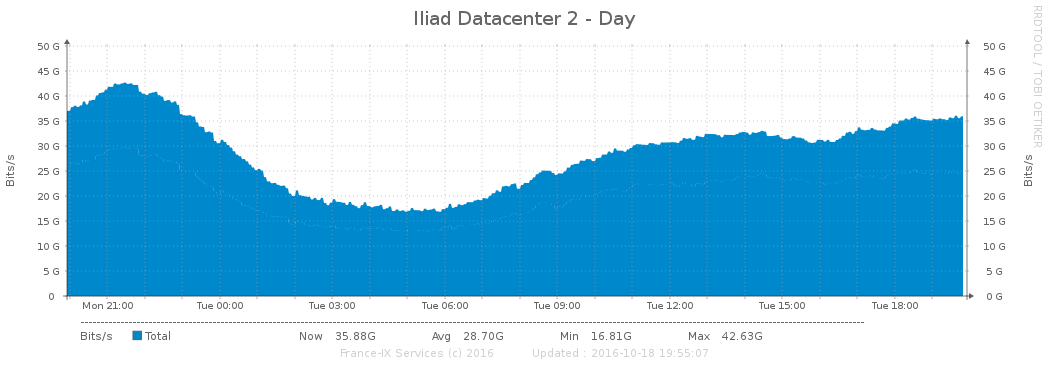 Iliad Datacenter 2 - Day
RRDTOOL / TOBI OETIKER
Bits/s
50 G 50 G
45 G 45 G
40 G 40 G
35 G 35 G
30 G 30 G
25 G 25 G
20 G 20 G
15 G 15 G
10 G 10 G
5 G 5 G
0 0 G
Bits/s
Mon 21:00 Tue 00:00 Tue 03:00 Tue 06:00 Tue 09:00 Tue 12:00 Tue 15:00 Tue 18:00
Bits/s Total Now 35.88G Avg 28.70G Min 16.81G Max 42.63G
France-IX Services (c) 2016 Updated : 2016-10-18 19:55:07